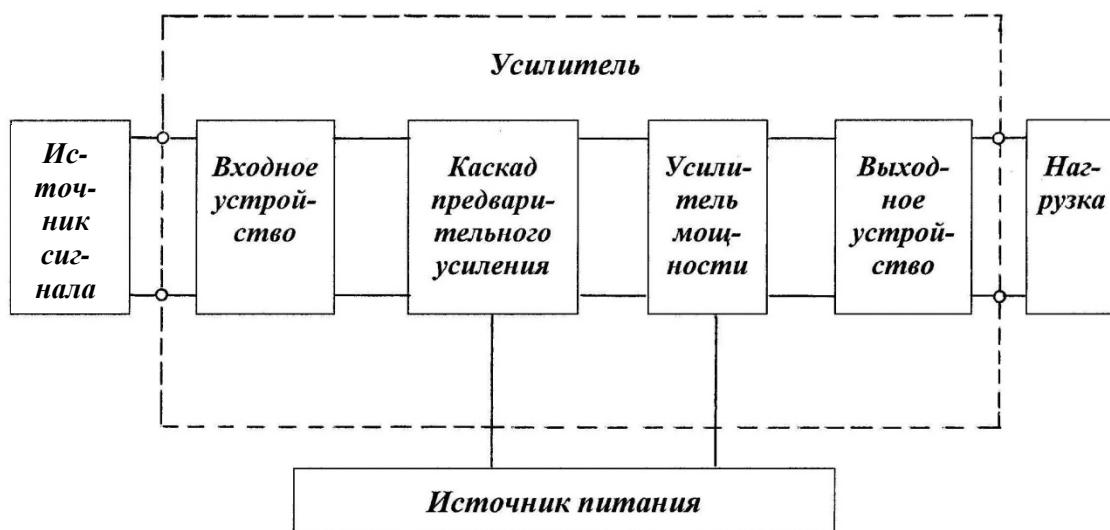 Усилитель
Ис-
точ-
ник
сиг-
нала
Входное
устрой-
ство
Каскад
предвари-
тельного
усиления
Усили-
тель
мощ-
ности
Выход-
ное
устрой-
ство
Наг-
рузка
Источник питания